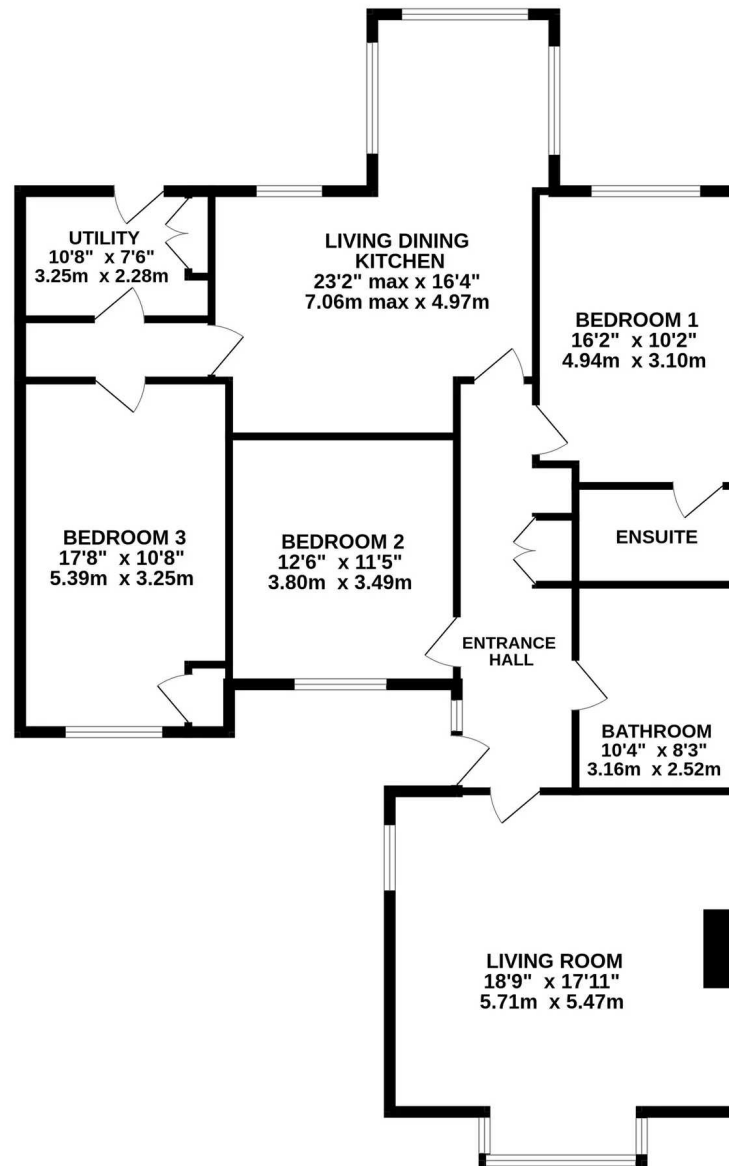 UTILITY
10'8" x 7'6"
3.25m x 2.28m
LIVING DINING
KITCHEN
23'2" max x 16'4"
7.06m max x 4.97m
BEDROOM 1
16'2" x 10'2"
4.94m x 3.10m
BEDROOM 3
17'8" x 10'8"
5.39m x 3.25m
BEDROOM 2
12'6" x 11'5"
3.80m x 3.49m
ENSUITE
ENTRANCE
HALL
BATHROOM
10'4" x 8'3"
3.16m x 2.52m
LIVING ROOM
18'9" x 17'11"
5.71m x 5.47m